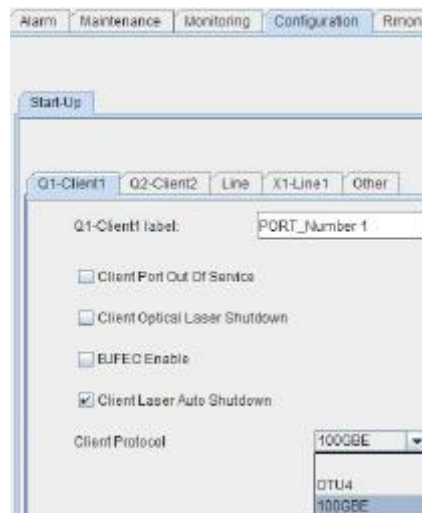 Alarm Maintenance Monitoring Configuration Rmon
Start-Up
Q1-Client1 Q2-Client2 Line X1-Line1 Other
Q1-Client1 label: PORT_Number 1
Client Port Out Of Service
Client Optical Laser Shutdown
EJFEC Enable
Client Laser Auto Shutdown
Client Protocol 100GBE
OTU4
100GBE